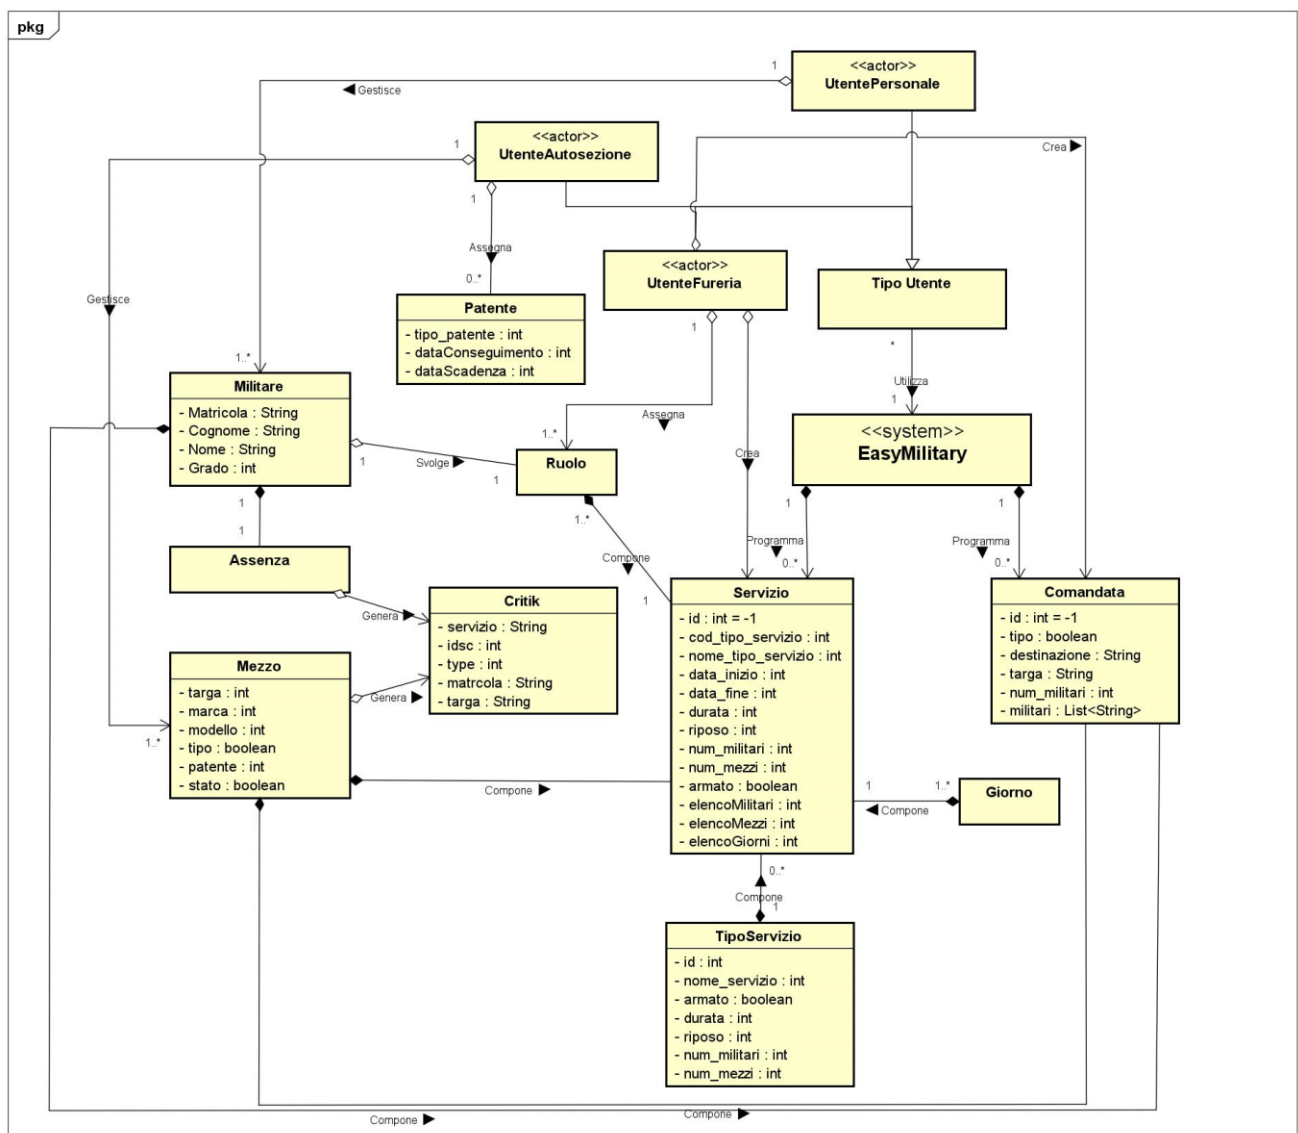 pkg
<<actor>>
UtentePersonale
1
Gestisce
<<actor>>
UtenteAutosezione
1
1
Crea
Assegna
0..*
Gestisce
<<actor>>
UtenteFureria
1
Tipo Utente
*
Utilizza
1
Patente
- tipo_patente : int
- dataConseguimento : int
- dataScadenza : int
1..*
Militare
- Matricola : String
- Cognome : String
- Nome : String
- Grado : int
1
Svolge
1
Assegna
1..*
Ruolo
1..*
Compone
1
Crea
<<system>>
EasyMilitary
1
1
Programma
0..*
Programma
0..*
1
1
Assenza
Genera
Critik
- servizio : String
- idsc : int
- type : int
- matrcola : String
- targa : String
Mezzo
- targa : int
- marca : int
- modello : int
- tipo : boolean
- patente : int
- stato : boolean
1..*
Genera
Compone
Servizio
- id : int = -1
- cod_tipo_servizio : int
- nome_tipo_servizio : int
- data_inizio : int
- data_fine : int
- durata : int
- riposo : int
- num_militari : int
- num_mezzi : int
- armato : boolean
- elencoMilitari : int
- elencoMezzi : int
- elencoGiorni : int
Comandata
- id : int = -1
- tipo : boolean
- destinazione : String
- targa : String
- num_militari : int
- militari : List<String>
1
1..*
Compone
Giorno
0..*
Compone
1
TipoServizio
- id : int
- nome_servizio : int
- armato : boolean
- durata : int
- riposo : int
- num_militari : int
- num_mezzi : int
Compone
Compone